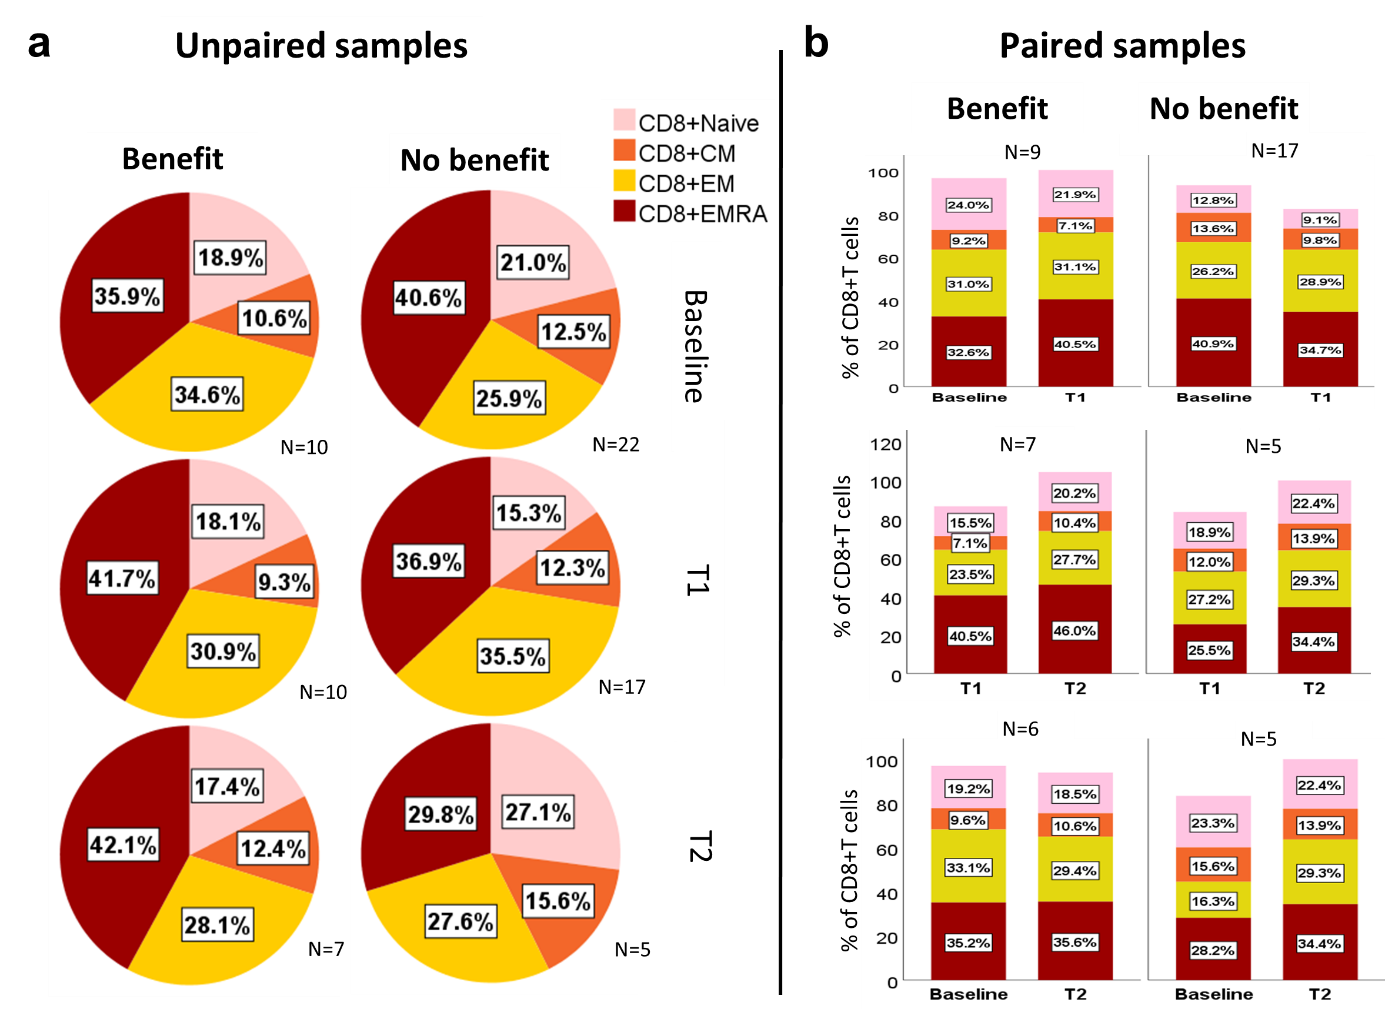 a
Unpaired samples
CD8+Naive
CD8+CM
CD8+EM
CD8+EMRA
Benefit
No benefit
18.9%
10.6%
34.6%
35.9%
N=10
21.0%
12.5%
25.9%
40.6%
N=22
Baseline
18.1%
9.3%
30.9%
41.7%
N=10
15.3%
12.3%
35.5%
36.9%
N=17
T1
17.4%
12.4%
28.1%
42.1%
N=7
27.1%
15.6%
27.6%
29.8%
N=5
T2
b
Paired samples
Benefit
No benefit
N=9
N=17
% of CD8+T cells
100
80
60
40
20
0
24.0%
9.2%
31.0%
32.6%
21.9%
7.1%
31.1%
40.5%
12.8%
13.6%
26.2%
40.9%
9.1%
9.8%
28.9%
34.7%
Baseline
T1
Baseline
T1
N=7
N=5
% of CD8+T cells
120
100
80
60
40
20
0
15.5%
7.1%
23.5%
40.5%
20.2%
10.4%
27.7%
46.0%
18.9%
12.0%
27.2%
25.5%
22.4%
13.9%
29.3%
34.4%
T1
T2
T1
T2
N=6
N=5
% of CD8+T cells
100
80
60
40
20
0
19.2%
9.6%
33.1%
35.2%
18.5%
10.6%
29.4%
35.6%
23.3%
15.6%
16.3%
28.2%
22.4%
13.9%
29.3%
34.4%
Baseline
T2
Baseline
T2